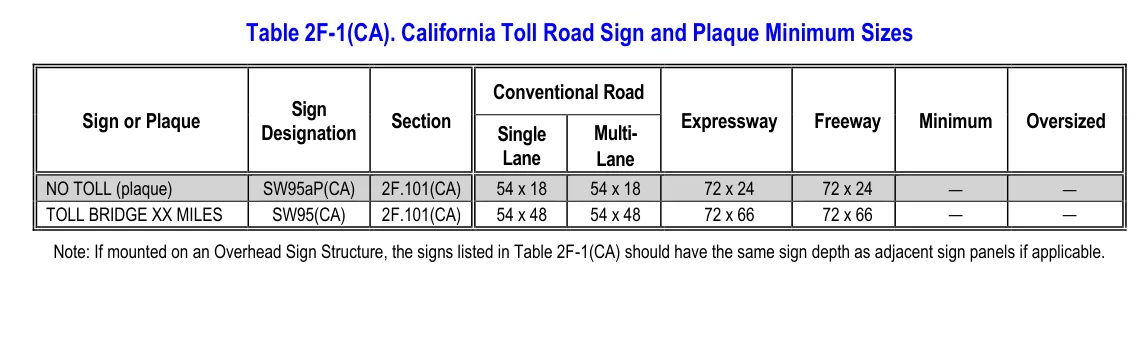 Table 2F-1(CA). California Toll Road Sign and Plaque Minimum Sizes
Sign or Plaque Sign Designation Section Conventional Road Single Lane Multi-Lane Expressway Freeway Minimum Oversized
NO TOLL (plaque) SW95aP(CA) 2F.101(CA) 54 x 18 54 x 18 72 x 24 72 x 24 — —
TOLL BRIDGE XX MILES SW95(CA) 2F.101(CA) 54 x 48 54 x 48 72 x 66 72 x 66 — —
Note: If mounted on an Overhead Sign Structure, the signs listed in Table 2F-1(CA) should have the same sign depth as adjacent sign panels if applicable.